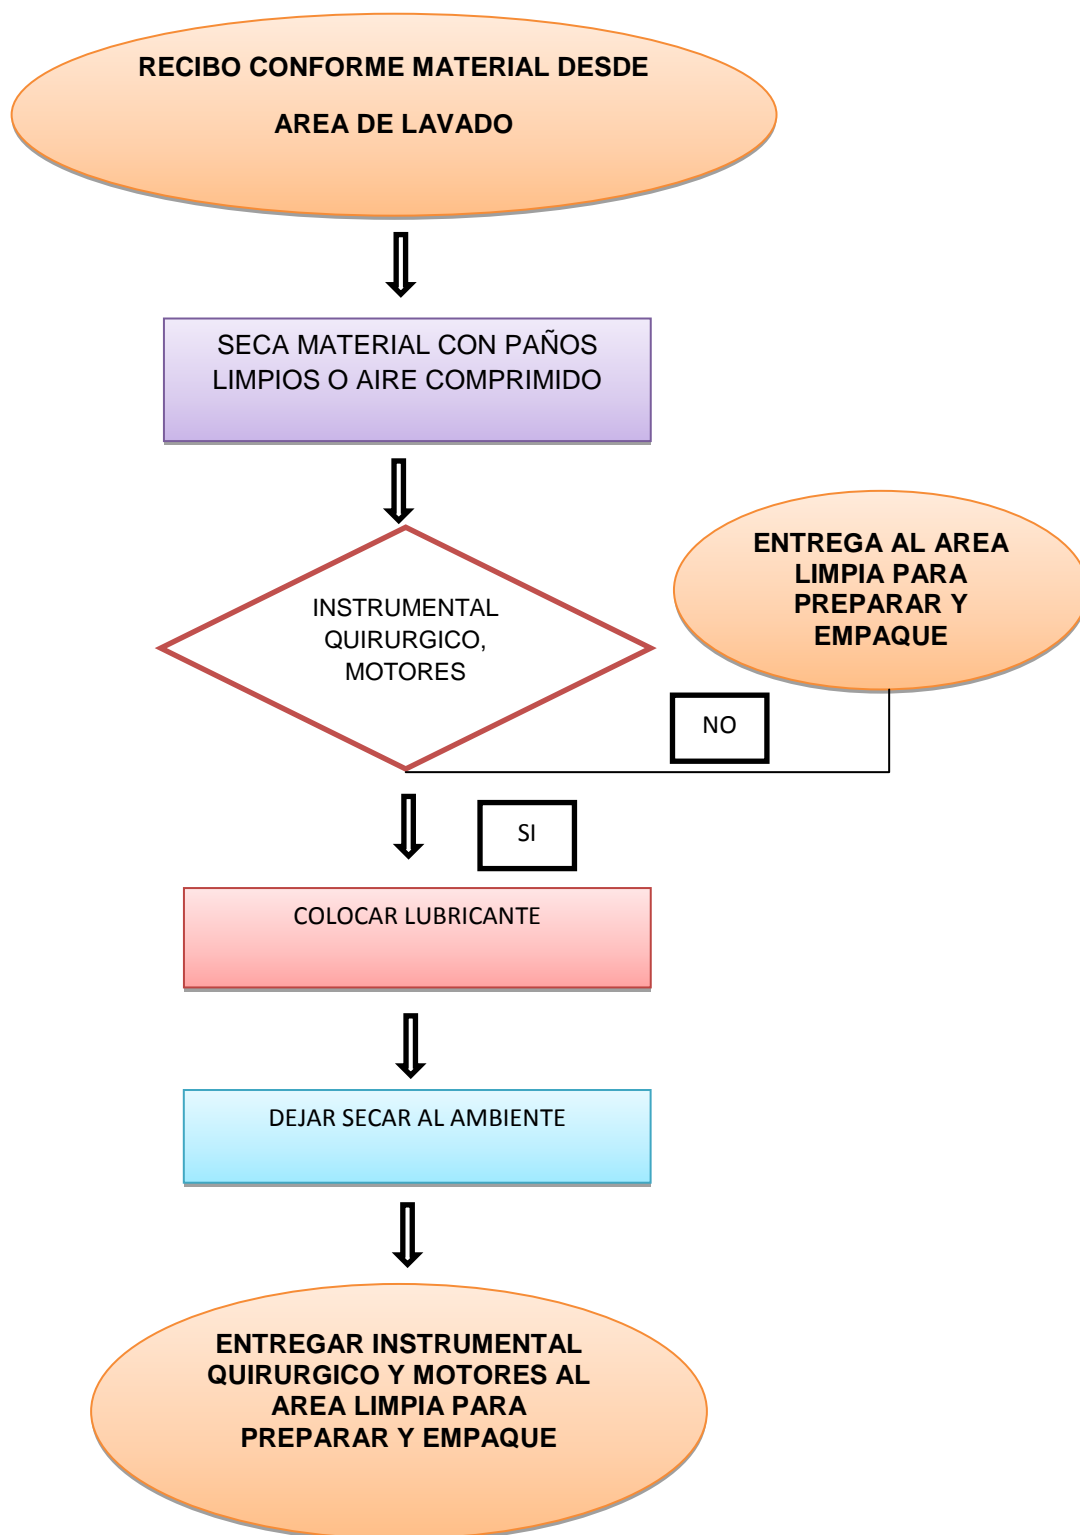 RECIBO CONFORME MATERIAL DESDE
AREA DE LAVADO
SECA MATERIAL CON PAÑOS
LIMPIOS O AIRE COMPRIMIDO
INSTRUMENTAL
QUIRURGICO,
MOTORES
ENTREGA AL AREA
LIMPIA PARA
PREPARAR Y
EMPAQUE
NO
SI
COLOCAR LUBRICANTE
DEJAR SECAR AL AMBIENTE
ENTREGAR INSTRUMENTAL
QUIRURGICO Y MOTORES AL
AREA LIMPIA PARA
PREPARAR Y EMPAQUE